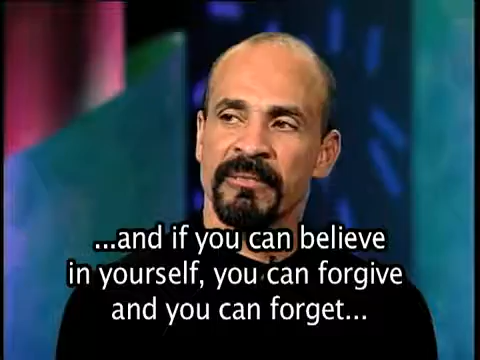 ...and if you can believe
in yourself, you can forgive
and you can forget...